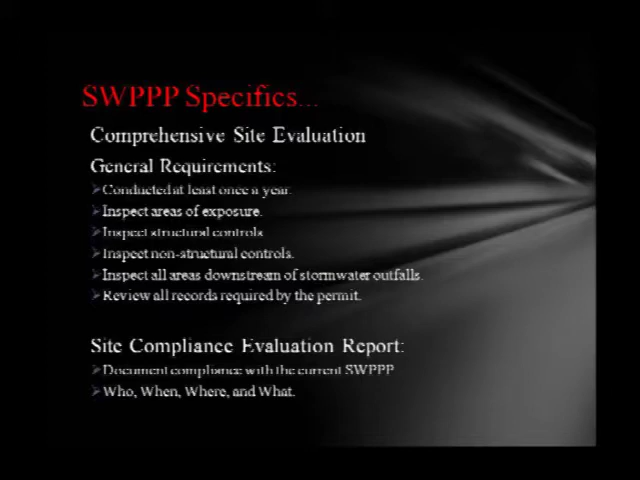 SWPPP Specifics...
Comprehensive Site Evaluation
General Requirements:
Conducted at least once a year.
Inspect areas of exposure.
Inspect structural controls
Inspect non-structural controls.
Inspect all areas downstream of stormwater outfalls.
Review all records required by the permit.
Site Compliance Evaluation Report:
Document compliance with the current SWPPP
Who, When, Where, and What.